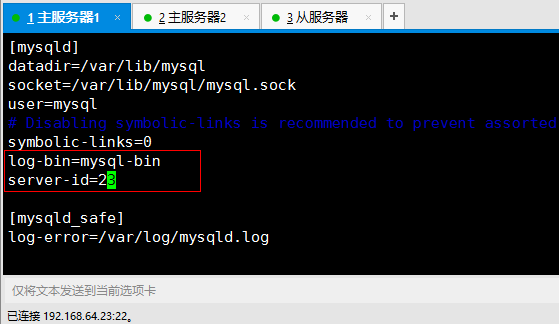 1 主服务器1 × 2 主服务器2 × 3 从服务器 × +
[mysqld]
datadir=/var/lib/mysql
socket=/var/lib/mysql/mysql.sock
user=mysql
# Disabling symbolic-links is recommended to prevent assorted
symbolic-links=0
log-bin=mysql-bin
server-id=23
[mysqld_safe]
log-error=/var/log/mysqld.log
仅将文本发送到当前选项卡
已连接 192.168.64.23:22。